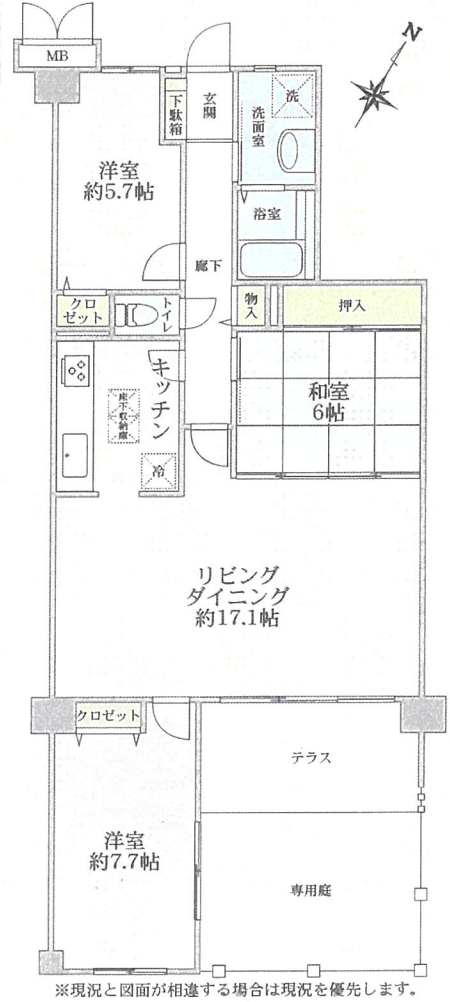 N
MB
下駄箱
玄関
洗面室
洗
洋室
約5.7帖
浴室
廊下
クロ
ゼット
トイレ
物入
押入
キッチン
床下収納庫
冷
和室
6帖
リビング
ダイニング
約17.1帖
クロゼット
テラス
洋室
約7.7帖
専用庭
※現況と図面が相違する場合は現況を優先します。